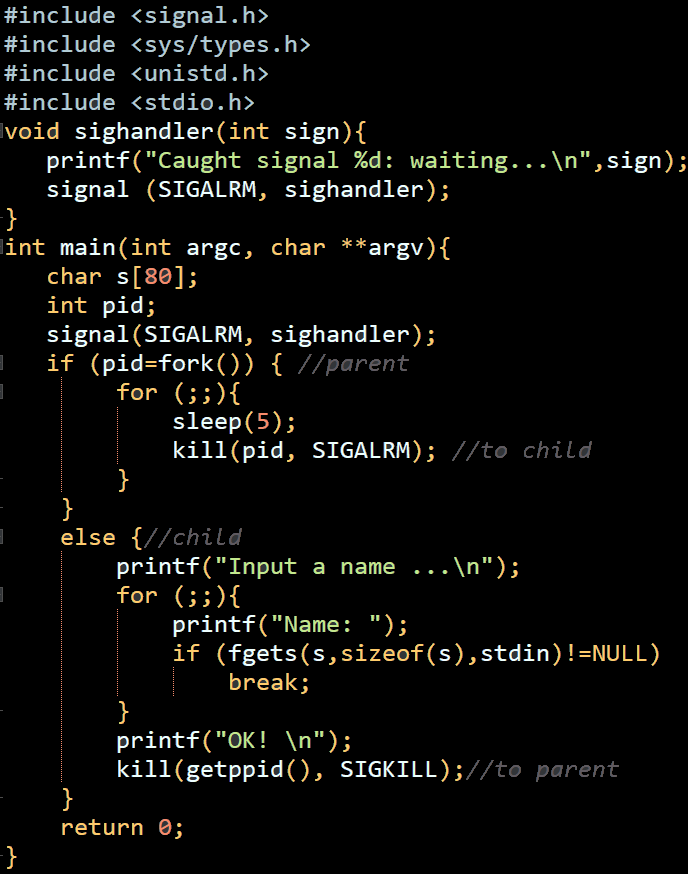 #include <signal.h>
#include <sys/types.h>
#include <unistd.h>
#include <stdio.h>
void sighandler(int sign){
   printf("Caught signal %d: waiting...\n",sign);
   signal (SIGALRM, sighandler);
}
int main(int argc, char **argv){
   char s[80];
   int pid;
   signal(SIGALRM, sighandler);
   if (pid=fork()) { //parent
        for (;;){
            sleep(5);
            kill(pid, SIGALRM); //to child
        }
    }
    else {//child
        printf("Input a name ...\n");
        for (;;){
            printf("Name: ");
            if (fgets(s,sizeof(s),stdin)!=NULL)
                break;
        }
        printf("OK! \n");
        kill(getppid(), SIGKILL);//to parent
    }
    return 0;
}